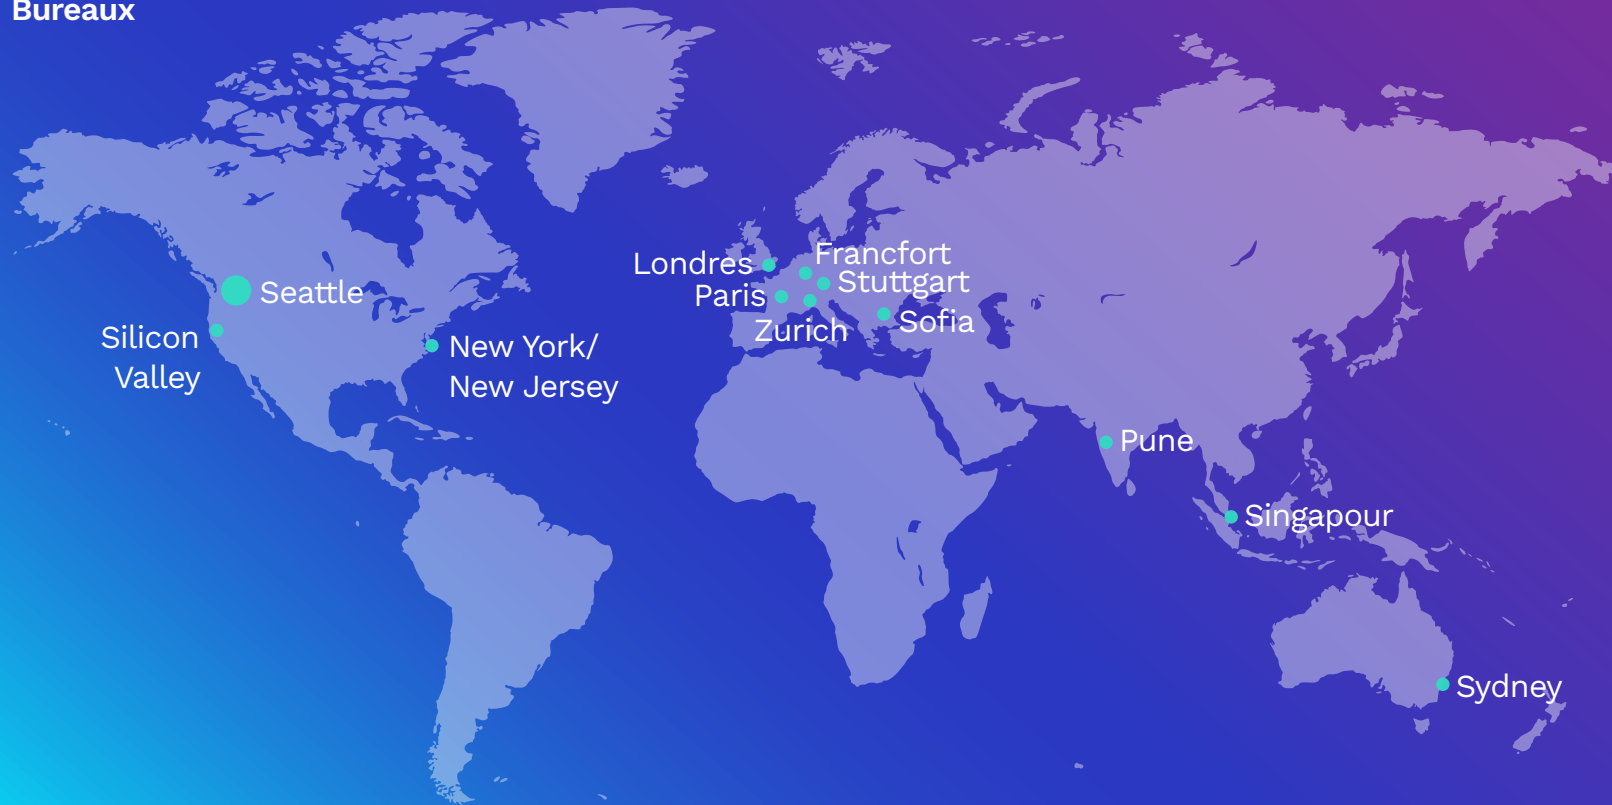 Bureaux
Francfort
Londres
Stuttgart
Paris
Seattle
Sofia
Zurich
Silicon
Valley
New York/
New Jersey
Pune
Singapour
Sydney